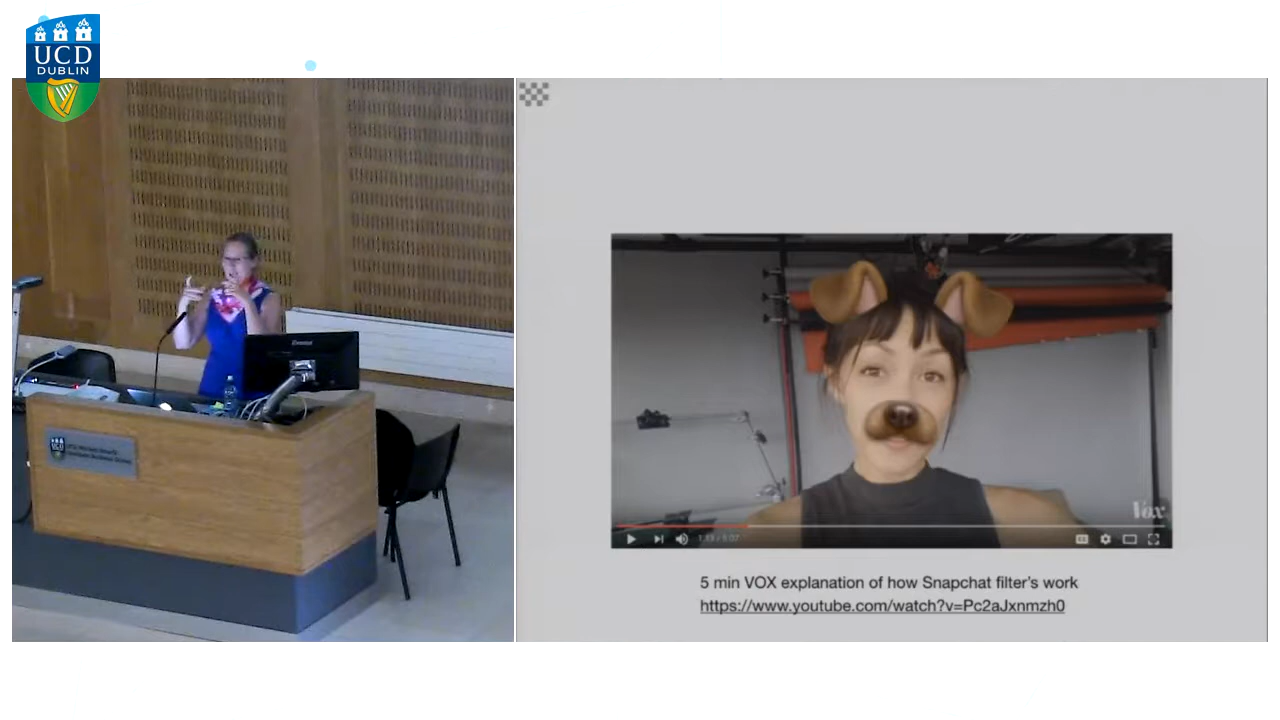 UCD
DUBLIN
Vox
5 min VOX explanation of how Snapchat filter's work
https://www.youtube.com/watch?v=Pc2aJxnmzh0